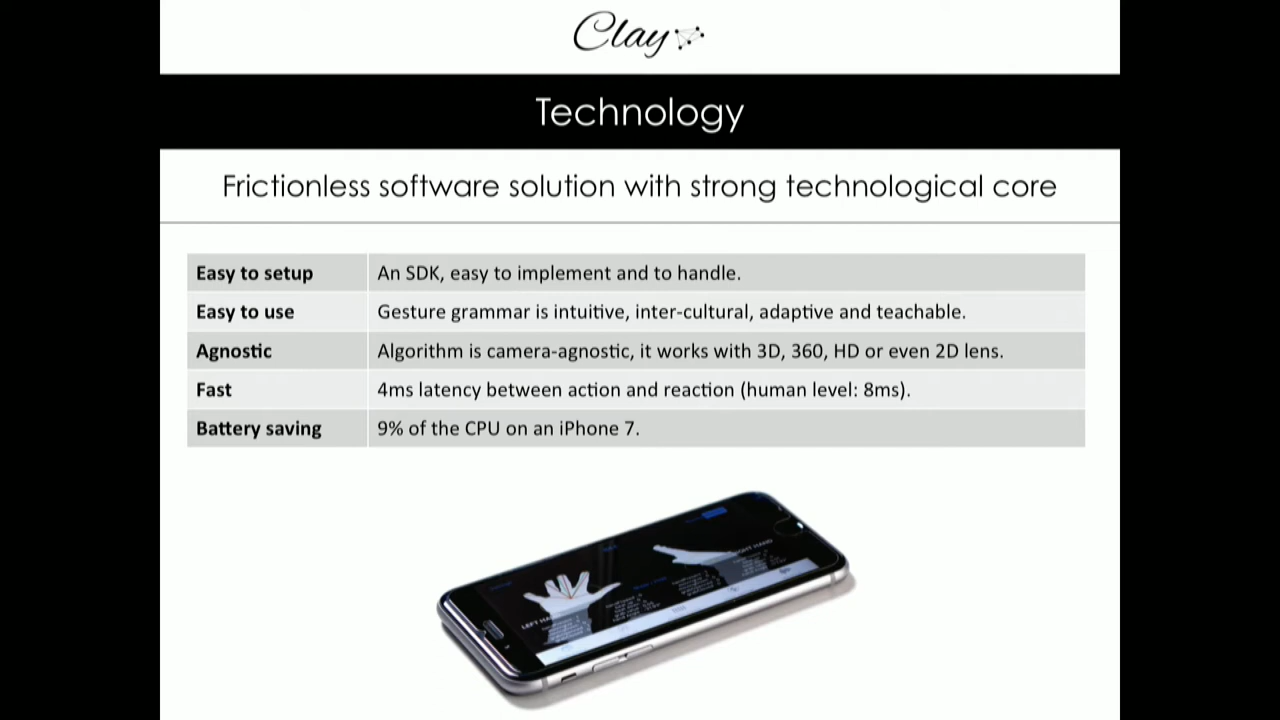 Clay
Technology
Frictionless software solution with strong technological core
Easy to setup An SDK, easy to implement and to handle.
Easy to use Gesture grammar is intuitive, inter-cultural, adaptive and teachable.
Agnostic Algorithm is camera-agnostic, it works with 3D, 360, HD or even 2D lens.
Fast 4ms latency between action and reaction (human level: 8ms).
Battery saving 9% of the CPU on an iPhone 7.